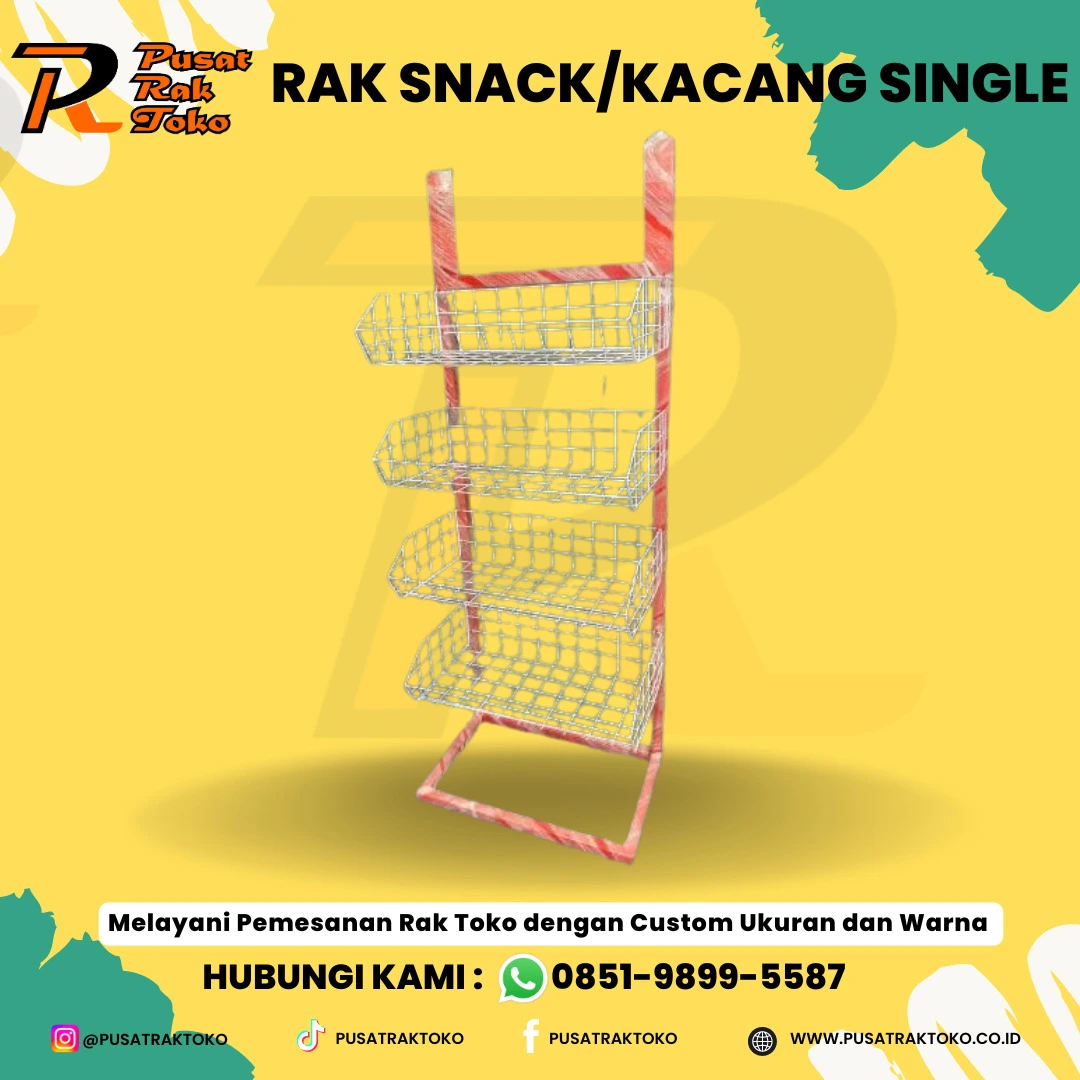 Pusat
Rak
Toko
RAK SNACK/KACANG SINGLE
Melayani Pemesanan Rak Toko dengan Custom Ukuran dan Warna
HUBUNGI KAMI : 0851-9899-5587
@PUSATRAKTOKO PUSATRAKTOKO PUSATRAKTOKO WWW.PUSATRAKTOKO.CO.ID